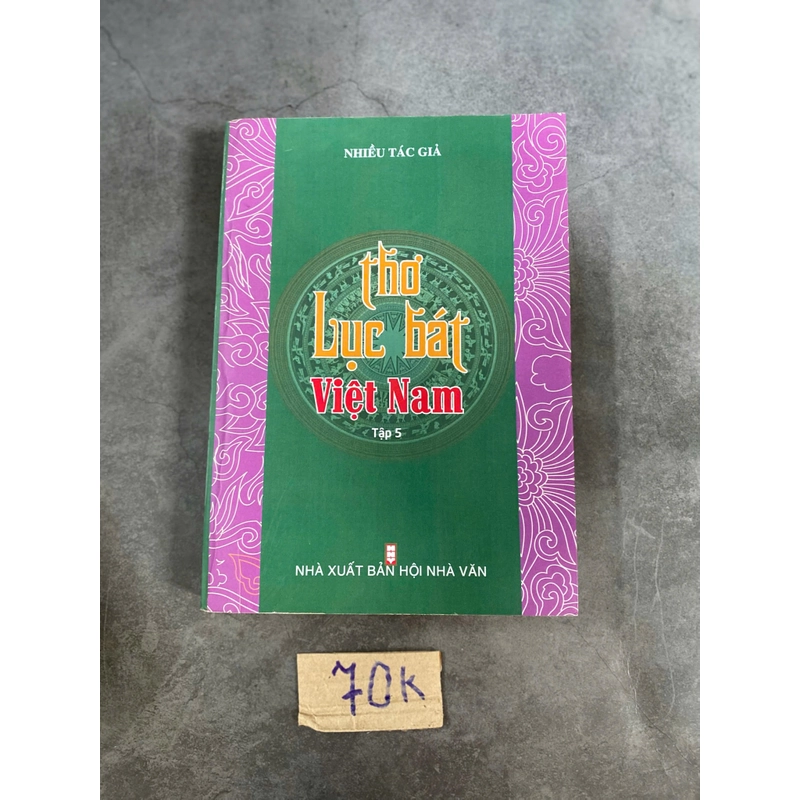 NHIỀU TÁC GIẢ
thơ
Lục bát
Việt Nam
Tập 5
NHÀ XUẤT BẢN HỘI NHÀ VĂN
70K